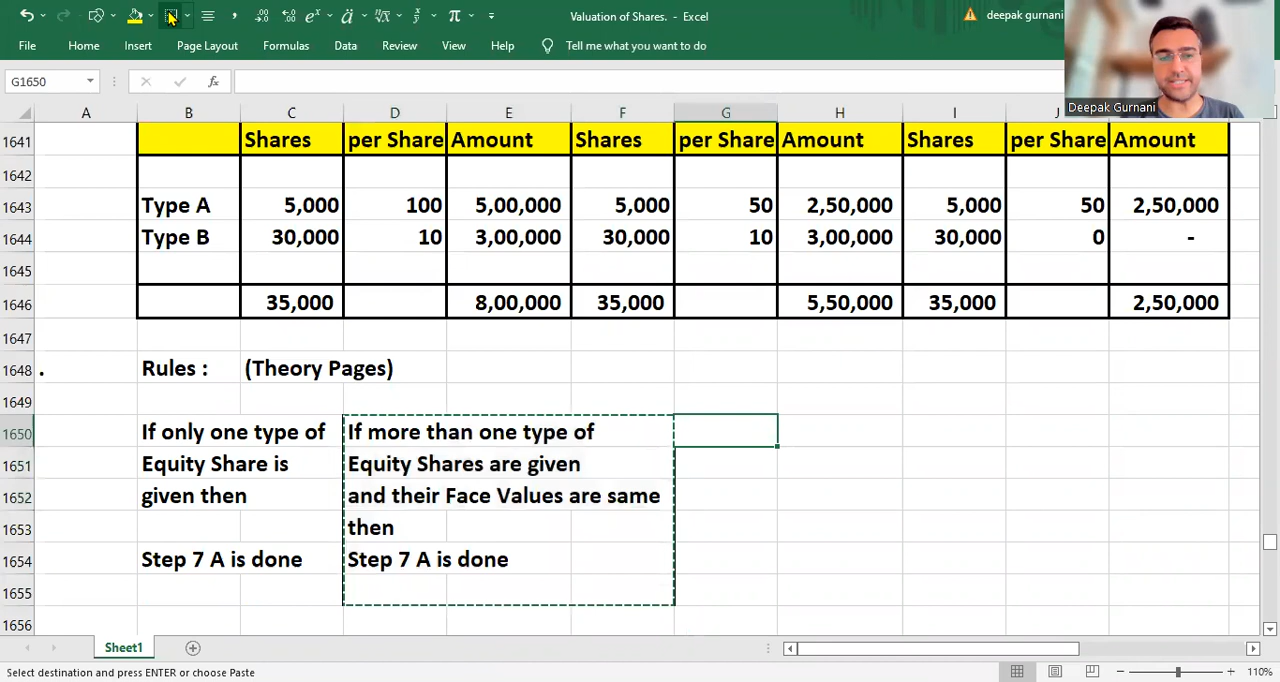 Valuation of Shares. - Excel
deepak gurnani
File Home Insert Page Layout Formulas Data Review View Help Tell me what you want to do
Deepak Gurnani
G1650 fx
A B C D E F G H I J
1641 Shares per Share Amount Shares per Share Amount Shares per Share Amount
1642
1643 Type A 5,000 100 5,00,000 5,000 50 2,50,000 5,000 50 2,50,000
1644 Type B 30,000 10 3,00,000 30,000 10 3,00,000 30,000 0 -
1645
1646 35,000 8,00,000 35,000 5,50,000 35,000 2,50,000
1647
1648 . Rules : (Theory Pages)
1649
1650 If only one type of If more than one type of
1651 Equity Share is Equity Shares are given
1652 given then and their Face Values are same
1653 then
1654 Step 7 A is done Step 7 A is done
1655
1656
Sheet1
Select destination and press ENTER or choose Paste
110%